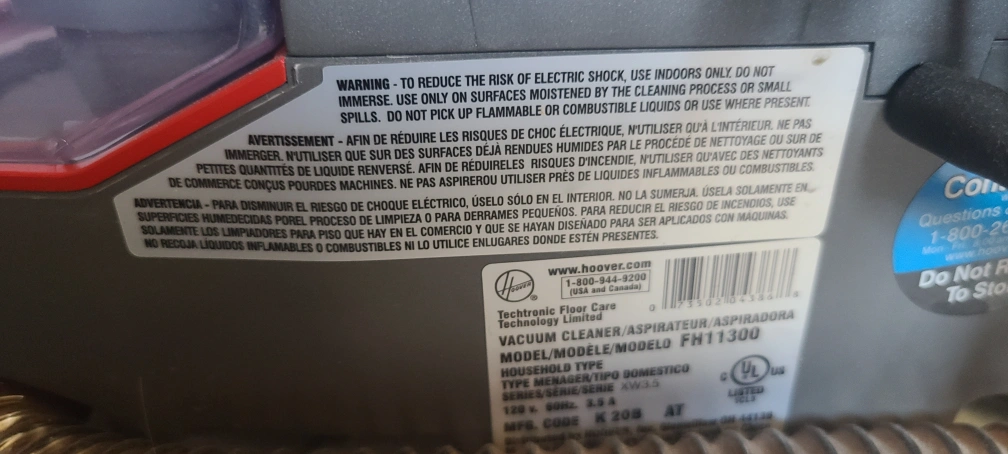 WARNING - TO REDUCE THE RISK OF ELECTRIC SHOCK, USE INDOORS ONLY. DO NOT
IMMERSE. USE ONLY ON SURFACES MOISTENED BY THE CLEANING PROCESS OR SMALL
SPILLS. DO NOT PICK UP FLAMMABLE OR COMBUSTIBLE LIQUIDS OR USE WHERE PRESENT.
AVERTISSEMENT - AFIN DE RÉDUIRE LES RISQUES DE CHOC ÉLECTRIQUE, N'UTILISER QU'À L'INTÉRIEUR. NE PAS
IMMERGER. N'UTILISER QUE SUR DES SURFACES DÉJÀ RENDUES HUMIDES PAR LE PROCÉDÉ DE NETTOYAGE OU SUR DE
PETITES QUANTITÉS DE LIQUIDE RENVERSÉ. AFIN DE RÉDUIRELES RISQUES D'INCENDIE, N'UTILISER QU'AVEC DES NETTOYANTS
DE COMMERCE CONÇUS POURDES MACHINES. NE PAS ASPIREROU UTILISER PRÈS DE LIQUIDES INFLAMMABLES OU COMBUSTIBLES.
ADVERTENCIA - PARA DISMINUIR EL RIESGO DE CHOQUE ELÉCTRICO, ÚSELO SÓLO EN EL INTERIOR. NO LA SUMERJA. ÚSELA SOLAMENTE EN
SUPERFICIES HUMEDECIDAS POREL PROCESO DE LIMPIEZA O PARA DERRAMES PEQUEÑOS. PARA REDUCIR EL RIESGO DE INCENDIOS, USE
SOLAMENTE LOS LIMPIADORES PARA PISO QUE HAY EN EL COMERCIO Y QUE SE HAYAN DISEÑADO PARA SER APLICADOS CON MÁQUINAS.
NO RECOJA LÍQUIDOS INFLAMABLES O COMBUSTIBLES NI LO UTILICE ENLUGARES DONDE ESTÉN PRESENTES.
HOOVER ®
www.hoover.com
1-800-944-9200
(USA and Canada)
Techtronic Floor Care
Technology Limited
VACUUM CLEANER/ASPIRATEUR/ASPIRADORA
MODEL/MODÈLE/MODELO FH11300
HOUSEHOLD TYPE
TYPE MENAGER/TIPO DOMESTICO
SERIES/SÉRIE/SERIE XW3.5
120 v. 60Hz. 3.5 A
MFG. CODE K 20B AT
C UL US
LISTED
Questions
1-800-26
Do Not
To Sto